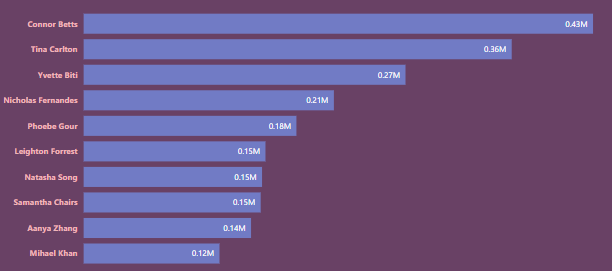 Connor Betts 0.43M
Tina Carlton 0.36M
Yvette Biti 0.27M
Nicholas Fernandes 0.21M
Phoebe Gour 0.18M
Leighton Forrest 0.15M
Natasha Song 0.15M
Samantha Chairs 0.15M
Aanya Zhang 0.14M
Mihael Khan 0.12M